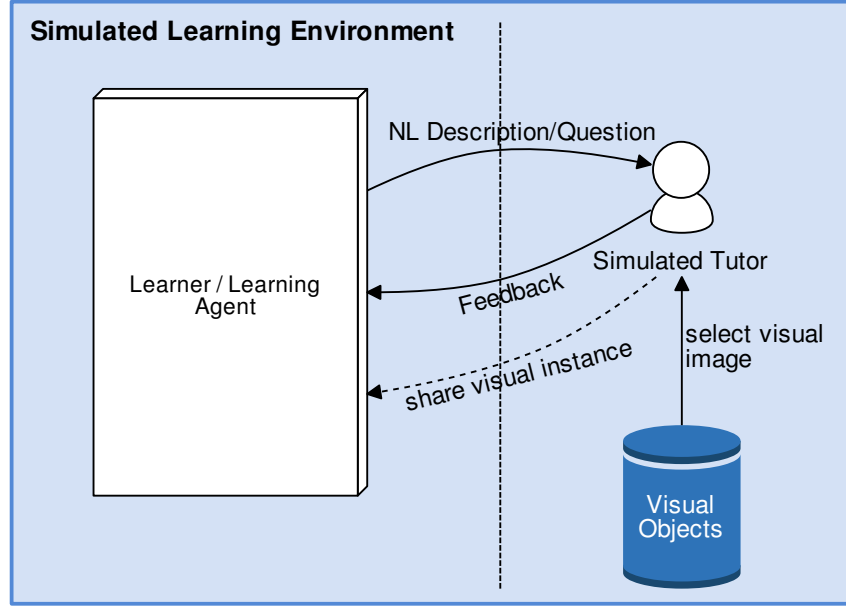 Simulated Learning Environment
NL Description/Question
Simulated Tutor
Learner / Learning
Agent
Feedback
share visual instance
select visual
image
Visual
Objects